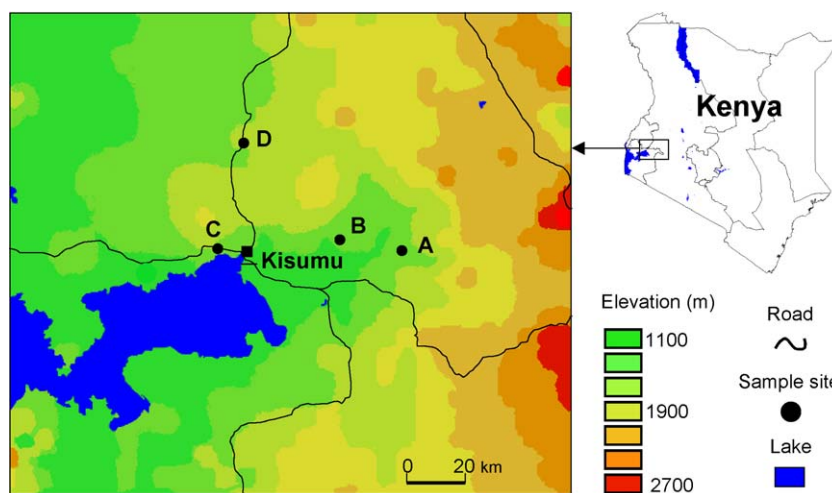 Kenya
D
C
B
A
Kisumu
Elevation (m)
1100
1900
2700
Road
Sample site
Lake
0 20 km